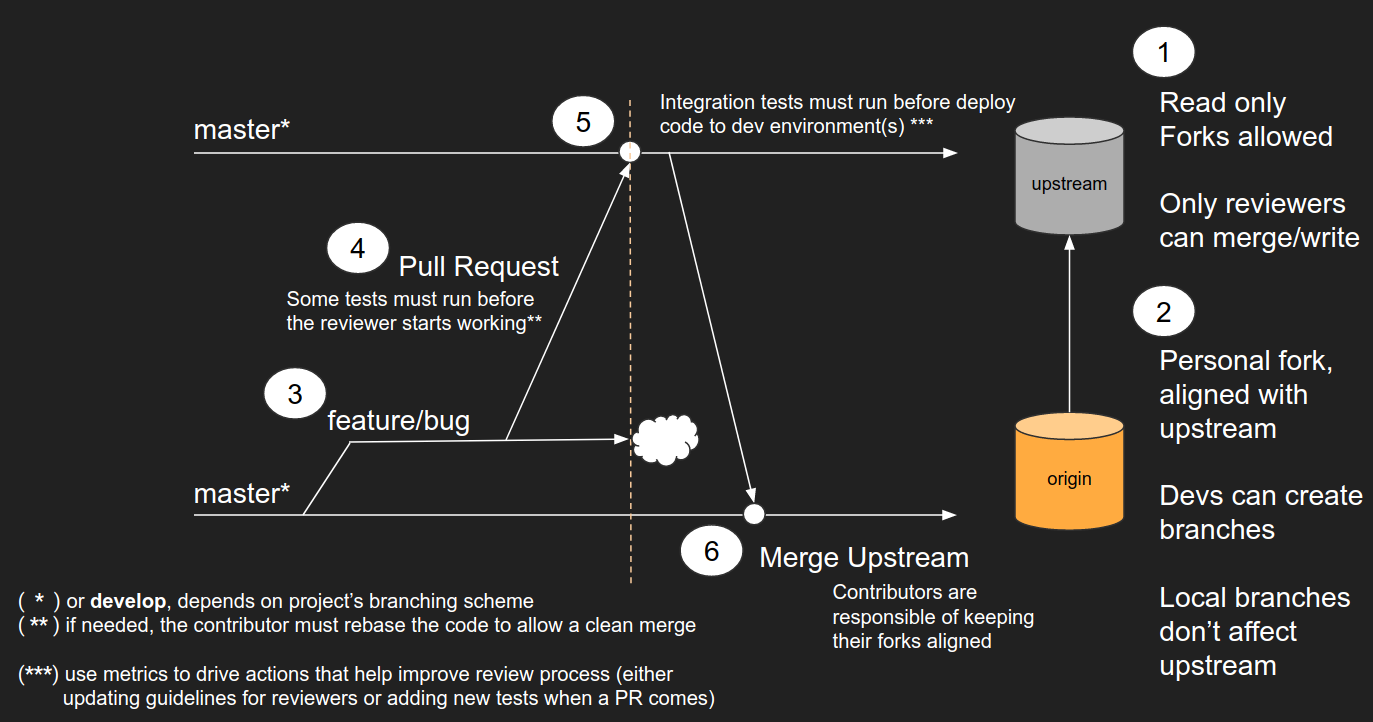 1
Read only
Forks allowed
Only reviewers
can merge/write
upstream
Integration tests must run before deploy
code to dev environment(s) ***
5
master*
4
Pull Request
Some tests must run before
the reviewer starts working**
3
feature/bug
master*
2
Personal fork,
aligned with
upstream
Devs can create
branches
Local branches
don’t affect
upstream
origin
6
Merge Upstream
Contributors are
responsible of keeping
their forks aligned
( * ) or develop, depends on project’s branching scheme
( ** ) if needed, the contributor must rebase the code to allow a clean merge
(***) use metrics to drive actions that help improve review process (either
updating guidelines for reviewers or adding new tests when a PR comes)